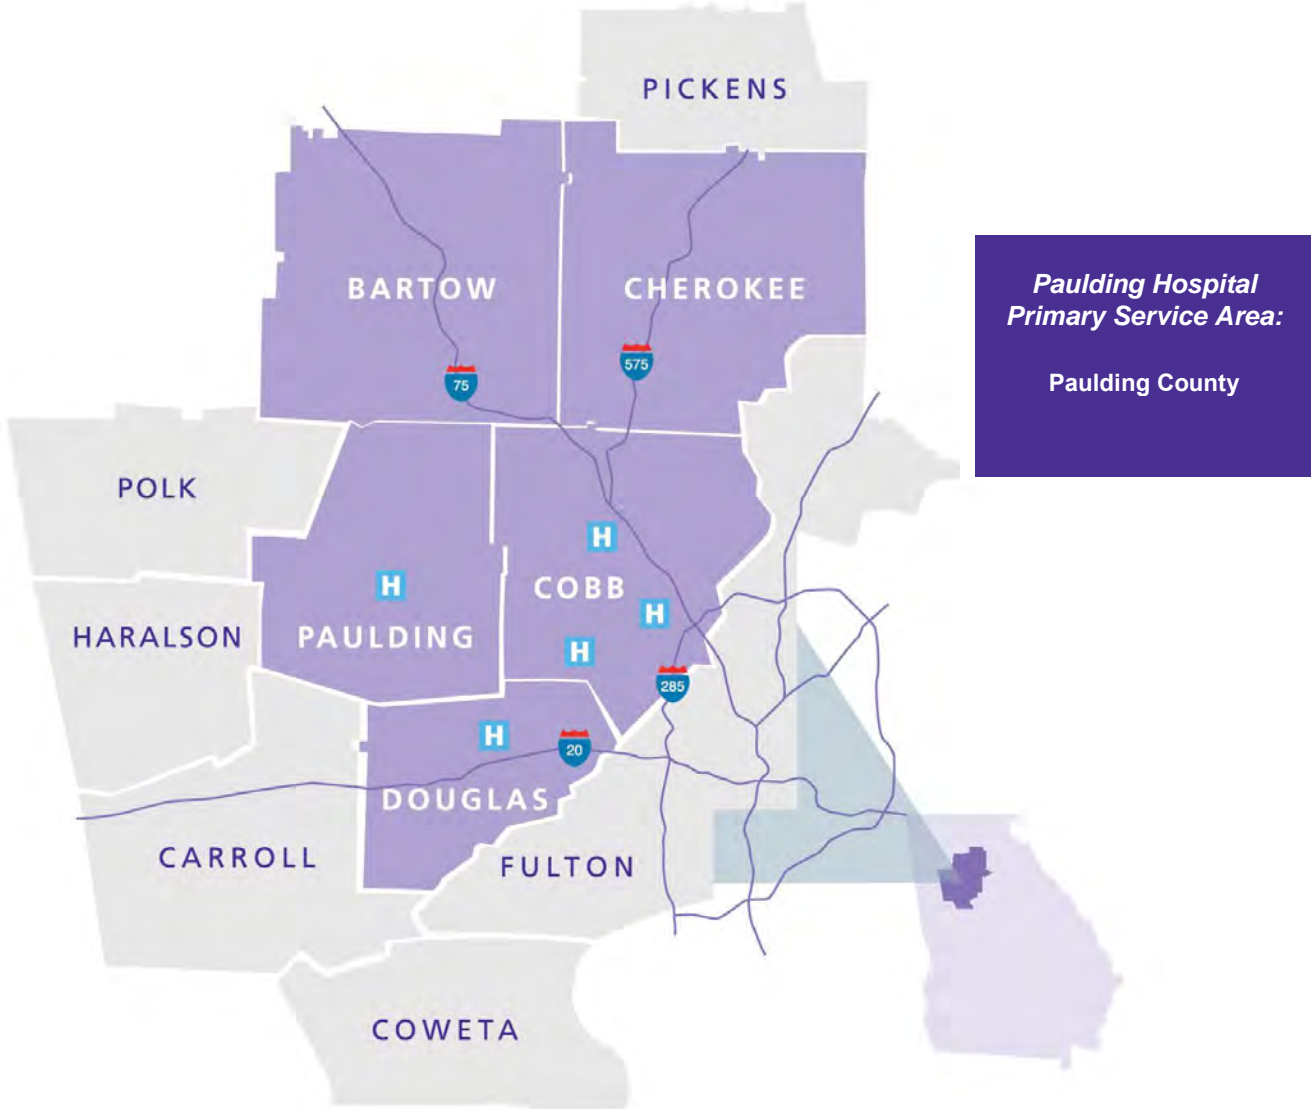 PICKENS
BARTOW
CHEROKEE
Paulding Hospital
Primary Service Area:
Paulding County
575
75
POLK
H
COBB
H
H
HARALSON
PAULDING
H
H
285
20
DOUGLAS
CARROLL
FULTON
COWETA